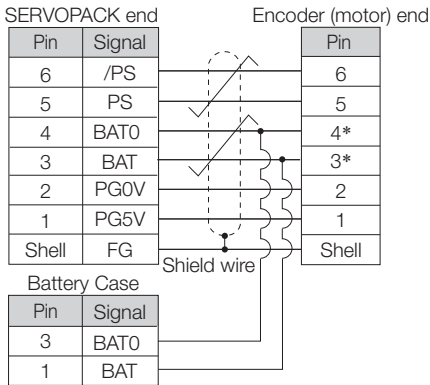 SERVOPACK end Encoder (motor) end
Pin Signal Pin
6 /PS 6
5 PS 5
4 BAT0 4*
3 BAT 3*
2 PG0V 2
1 PG5V 1
Shell FG Shell
Shield wire
Battery Case
Pin Signal
3 BAT0
1 BAT